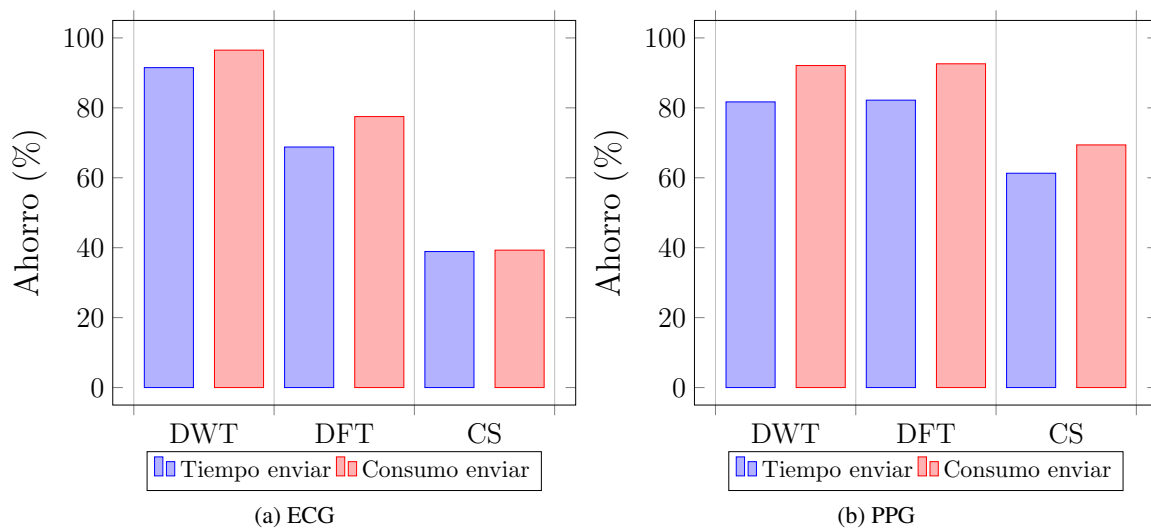 100
80
60
40
20
0
Ahorro (%)
DWT DFT CS
Tiempo enviar Consumo enviar
(a) ECG
100
80
60
40
20
0
Ahorro (%)
DWT DFT CS
Tiempo enviar Consumo enviar
(b) PPG